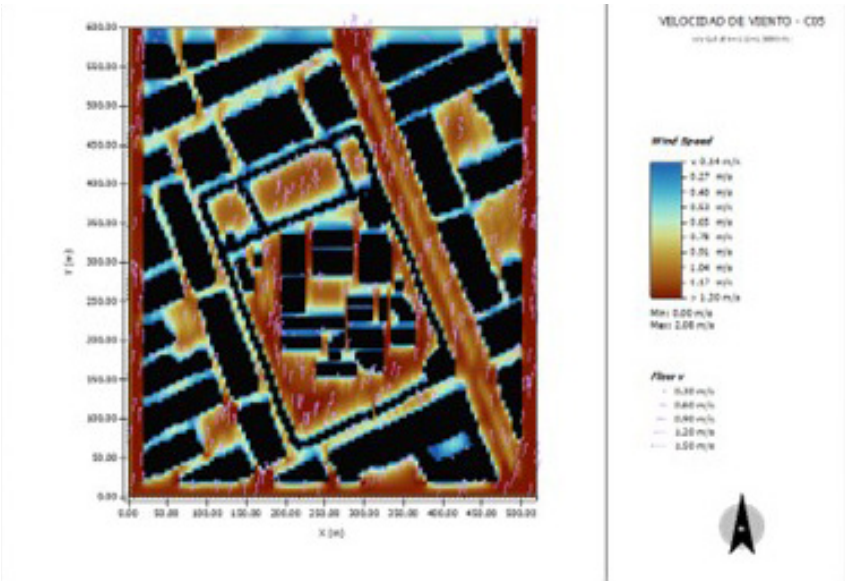 VELOCIDAD DE VIENTO - C05
Wind Speed
< 0.14 m/s
0.27 m/s
0.40 m/s
0.53 m/s
0.65 m/s
0.78 m/s
0.91 m/s
1.04 m/s
1.17 m/s
> 1.30 m/s
Min: 0.00 m/s
Flow v
0.30 m/s
0.60 m/s
0.90 m/s
1.20 m/s
1.50 m/s
600.00
550.00
500.00
450.00
400.00
350.00
300.00
250.00
200.00
150.00
100.00
50.00
0.00
Y (m)
0.00 50.00 100.00 150.00 200.00 250.00 300.00 350.00 400.00 450.00 500.00
X (m)